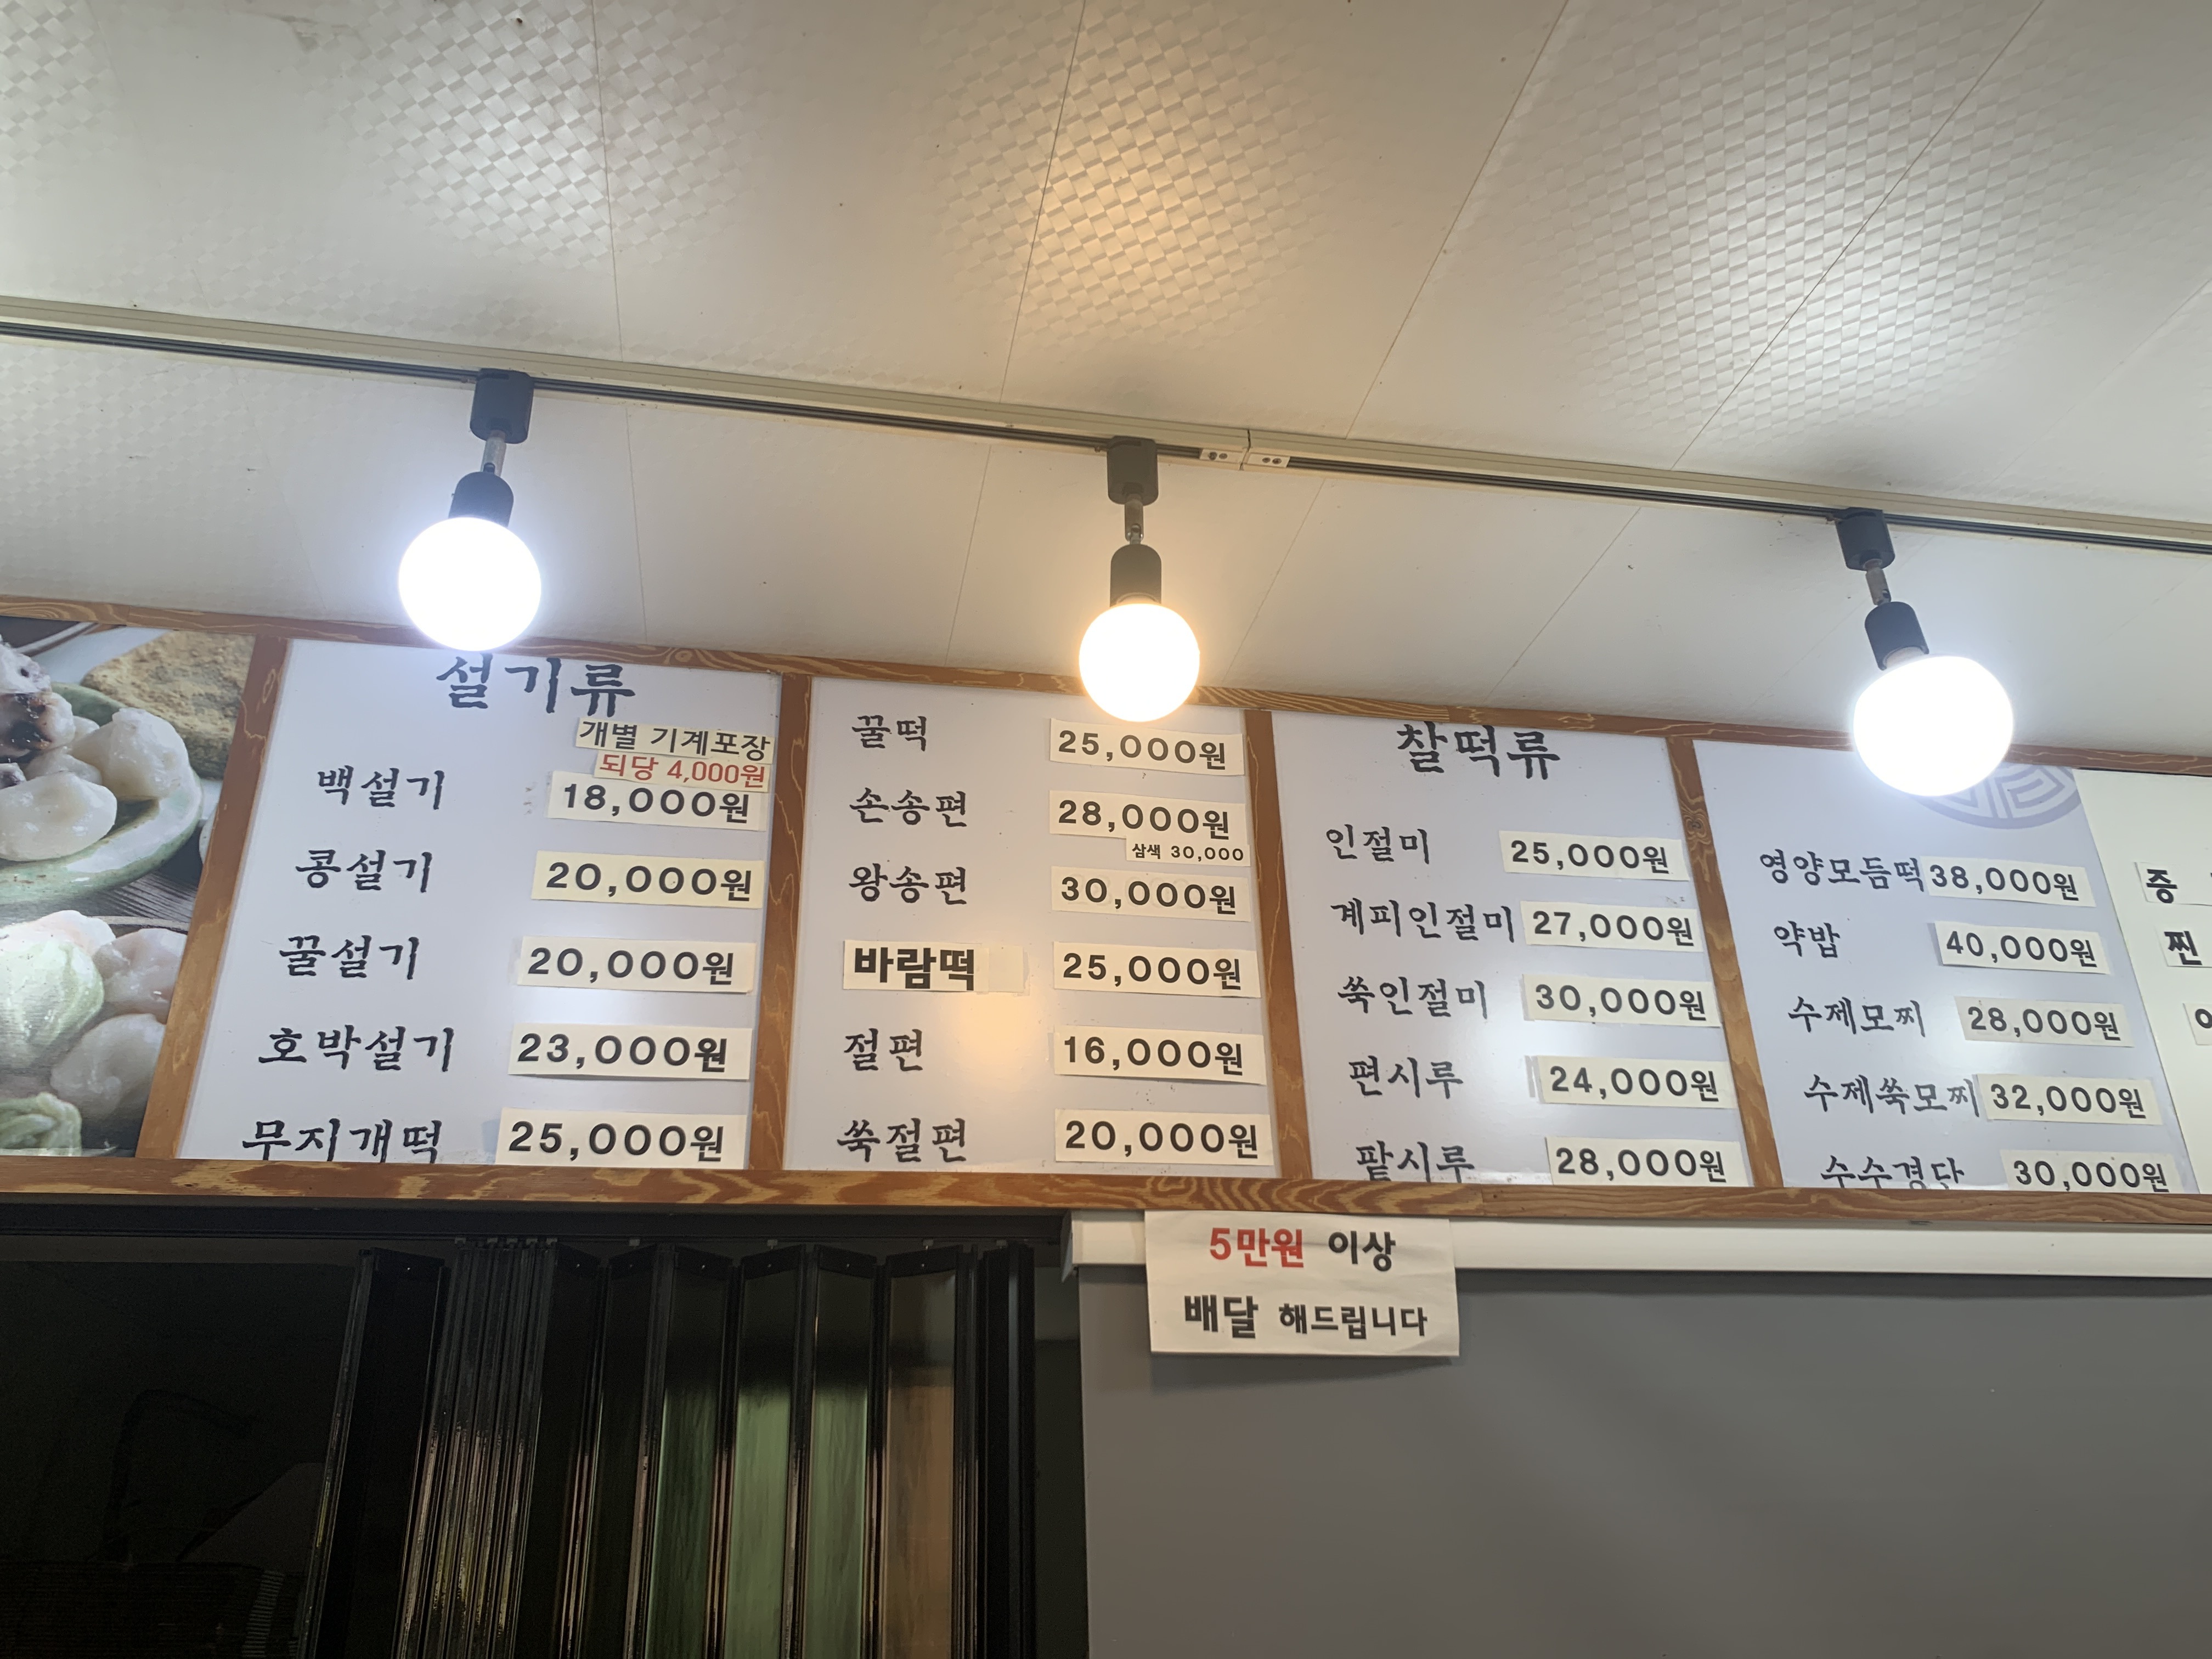 설기류
개별 기계포장
되당 4,000원
백설기 18,000원
콩설기 20,000원
꿀설기 20,000원
호박설기 23,000원
무지개떡 25,000원
꿀떡 25,000원
손송편 28,000원
삼색 30,000
왕송편 30,000원
바람떡 25,000원
절편 16,000원
쑥절편 20,000원
찰떡류
인절미 25,000원
계피인절미 27,000원
쑥인절미 30,000원
편시루 24,000원
팥시루 28,000원
영양모듬떡 38,000원
약밥 40,000원
수제모찌 28,000원
수제쑥모찌 32,000원
수수경단 30,000원
증
찐
5만원 이상
배달 해드립니다